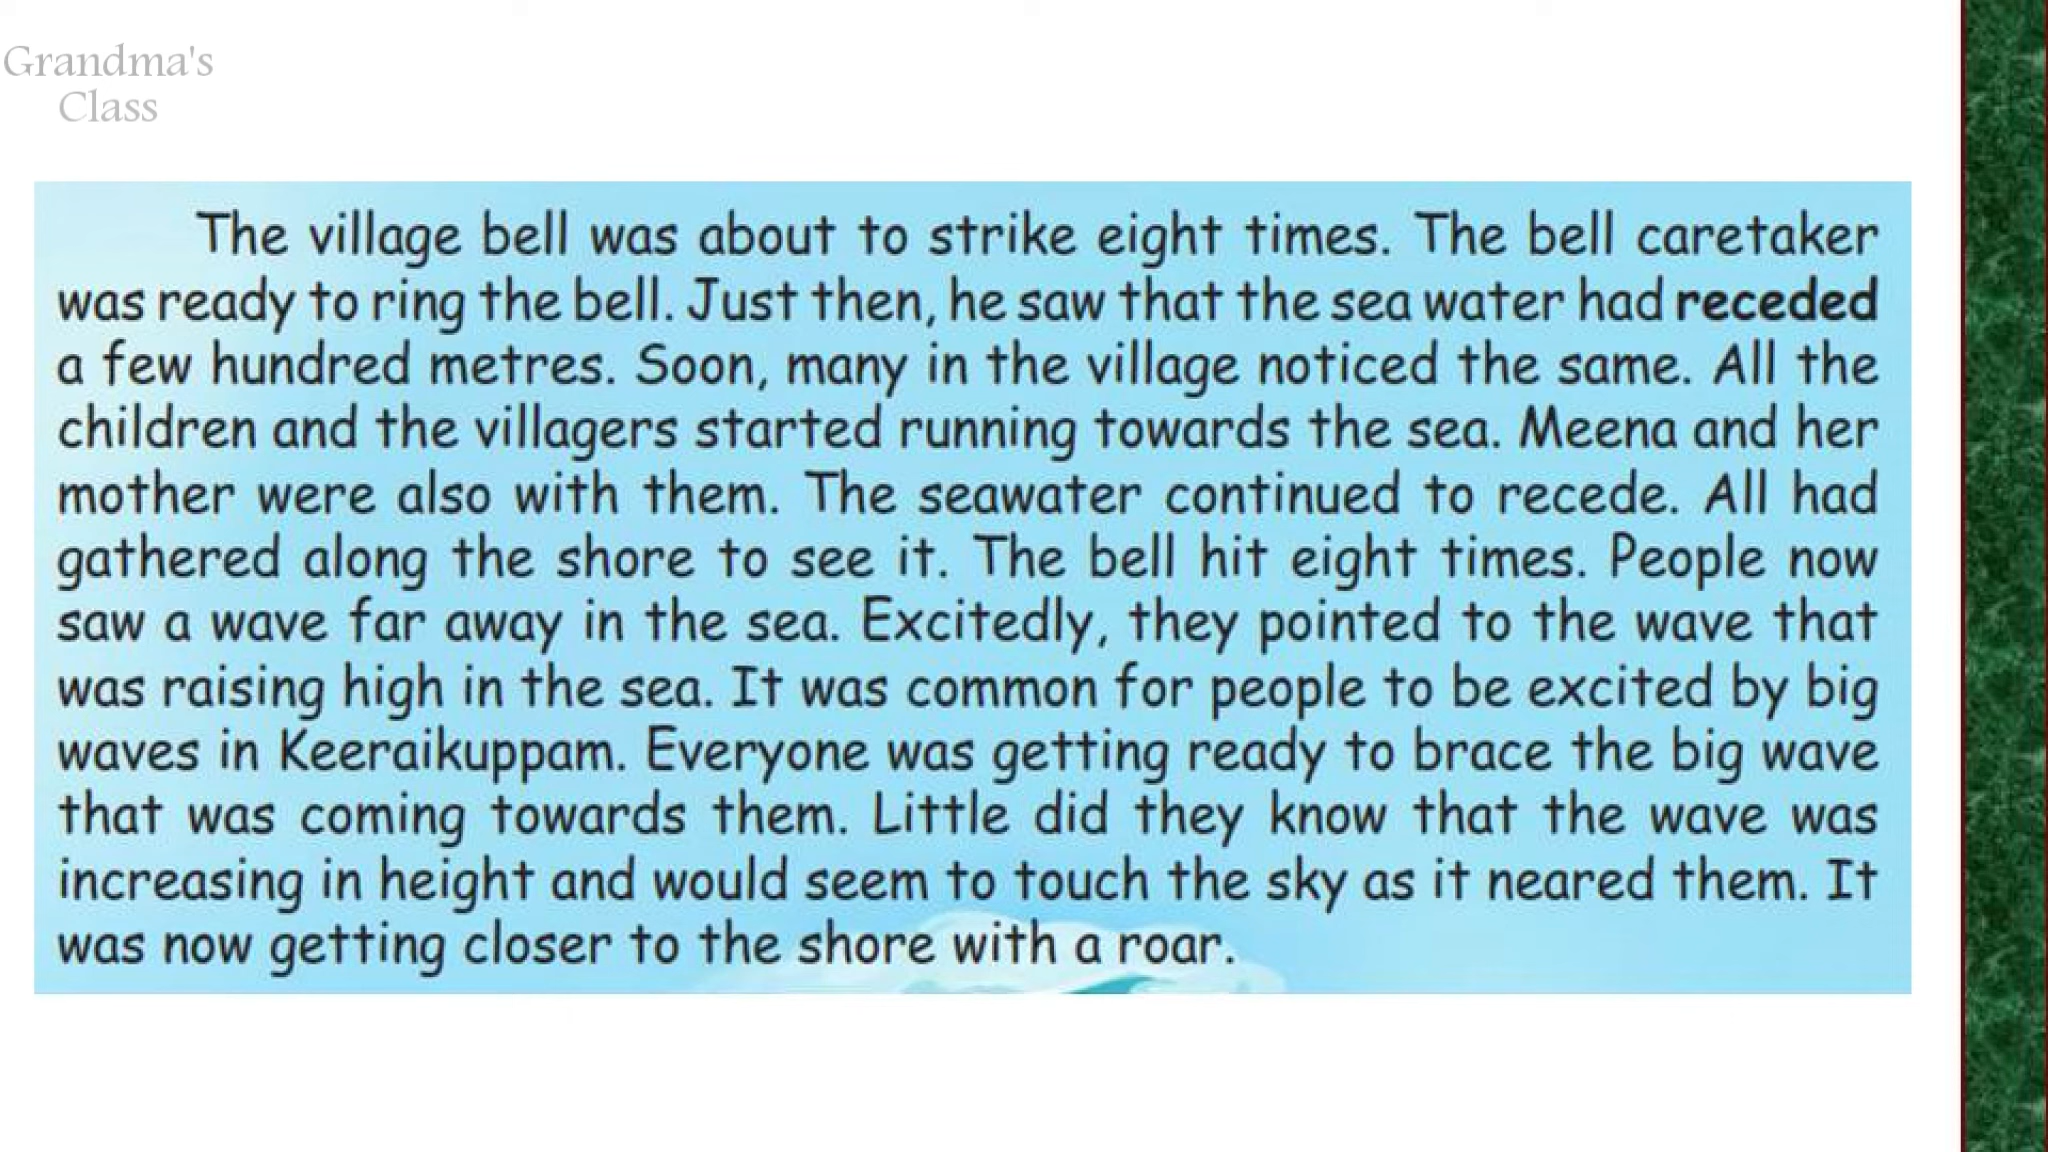 Grandma's
Class
The village bell was about to strike eight times. The bell caretaker
was ready to ring the bell. Just then, he saw that the sea water had receded
a few hundred metres. Soon, many in the village noticed the same. All the
children and the villagers started running towards the sea. Meena and her
mother were also with them. The seawater continued to recede. All had
gathered along the shore to see it. The bell hit eight times. People now
saw a wave far away in the sea. Excitedly, they pointed to the wave that
was raising high in the sea. It was common for people to be excited by big
waves in Keeraikuppam. Everyone was getting ready to brace the big wave
that was coming towards them. Little did they know that the wave was
increasing in height and would seem to touch the sky as it neared them. It
was now getting closer to the shore with a roar.